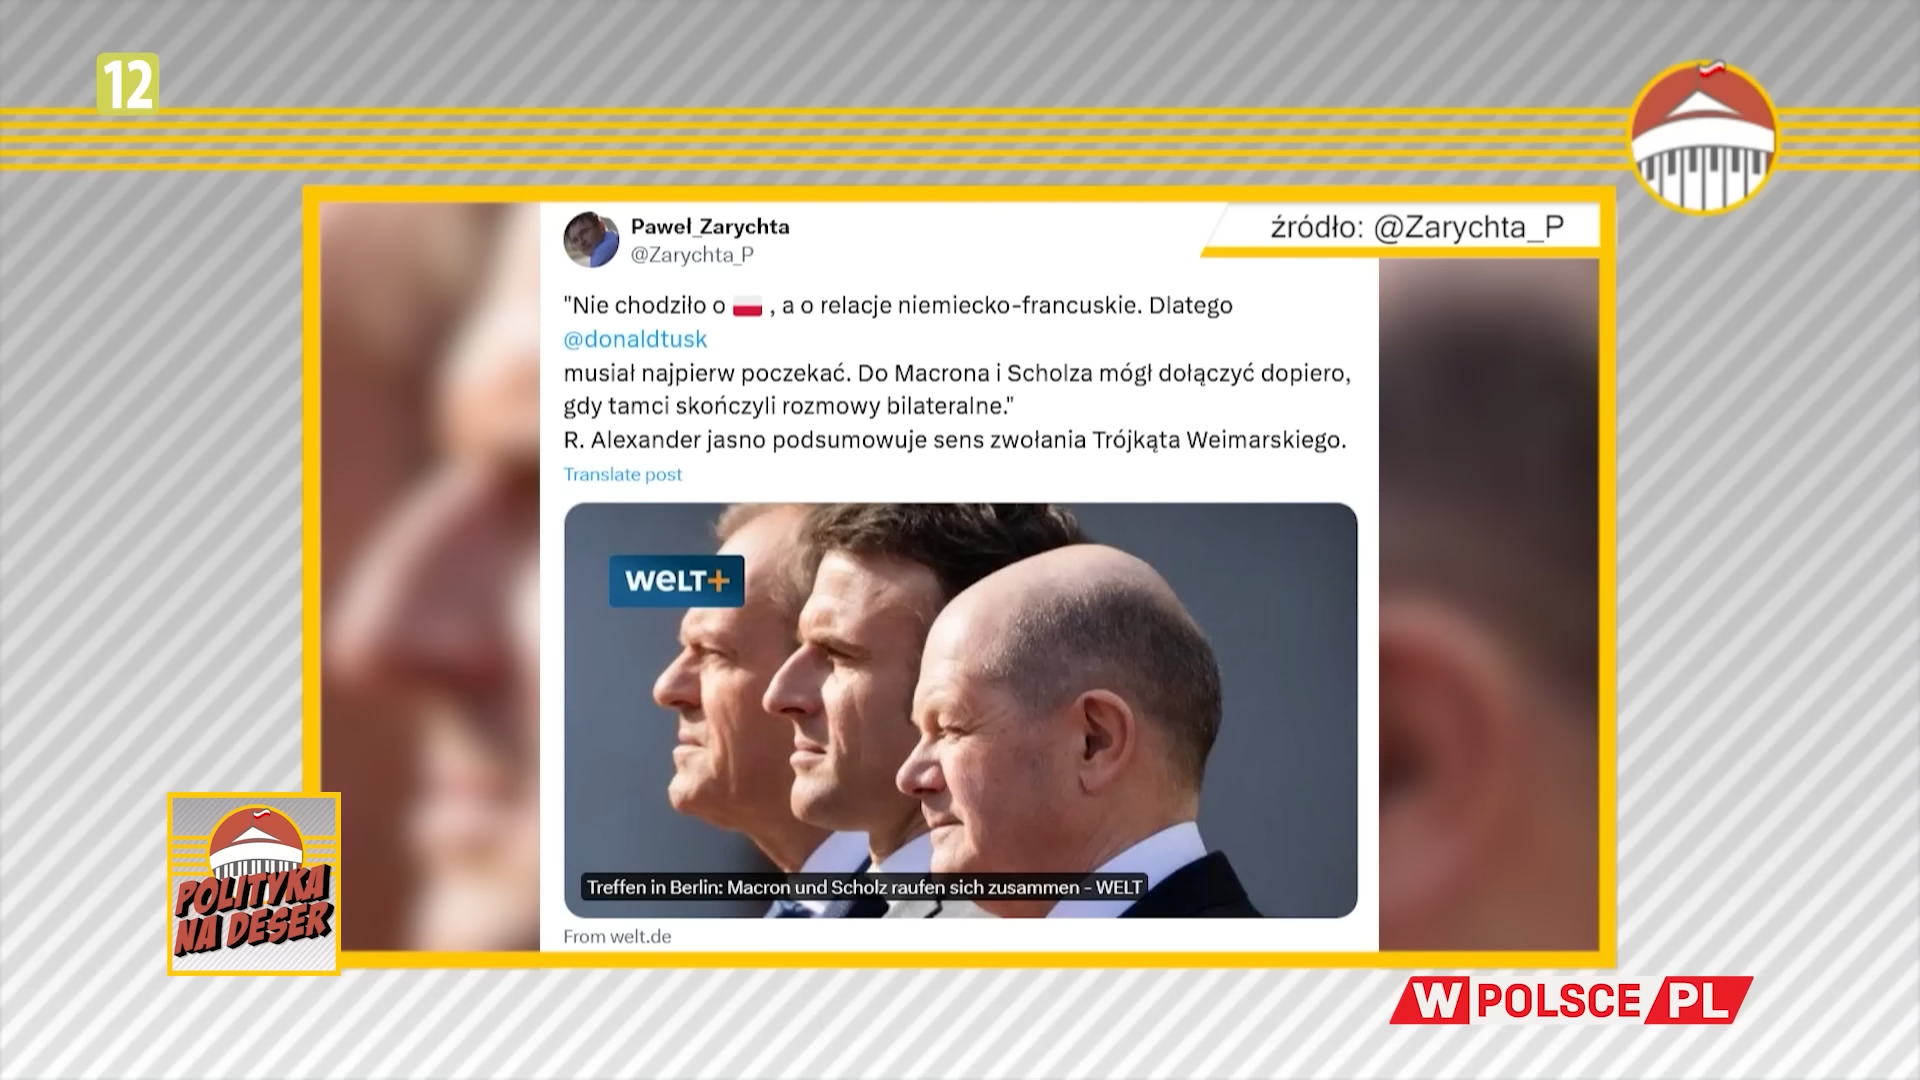 12
źródło: @Zarychta_P
Paweł_Zarychta
@Zarychta_P
"Nie chodziło o 🇵🇱 , a o relacje niemiecko-francuskie. Dlatego
@donaldtusk
musiał najpierw poczekać. Do Macrona i Scholza mógł dołączyć dopiero,
gdy tamci skończyli rozmowy bilateralne."
R. Alexander jasno podsumowuje sens zwołania Trójkąta Weimarskiego.
Translate post
WELT+
Treffen in Berlin: Macron und Scholz raufen sich zusammen - WELT
From welt.de
POLITYKA
NA DESER
W POLSCE PL